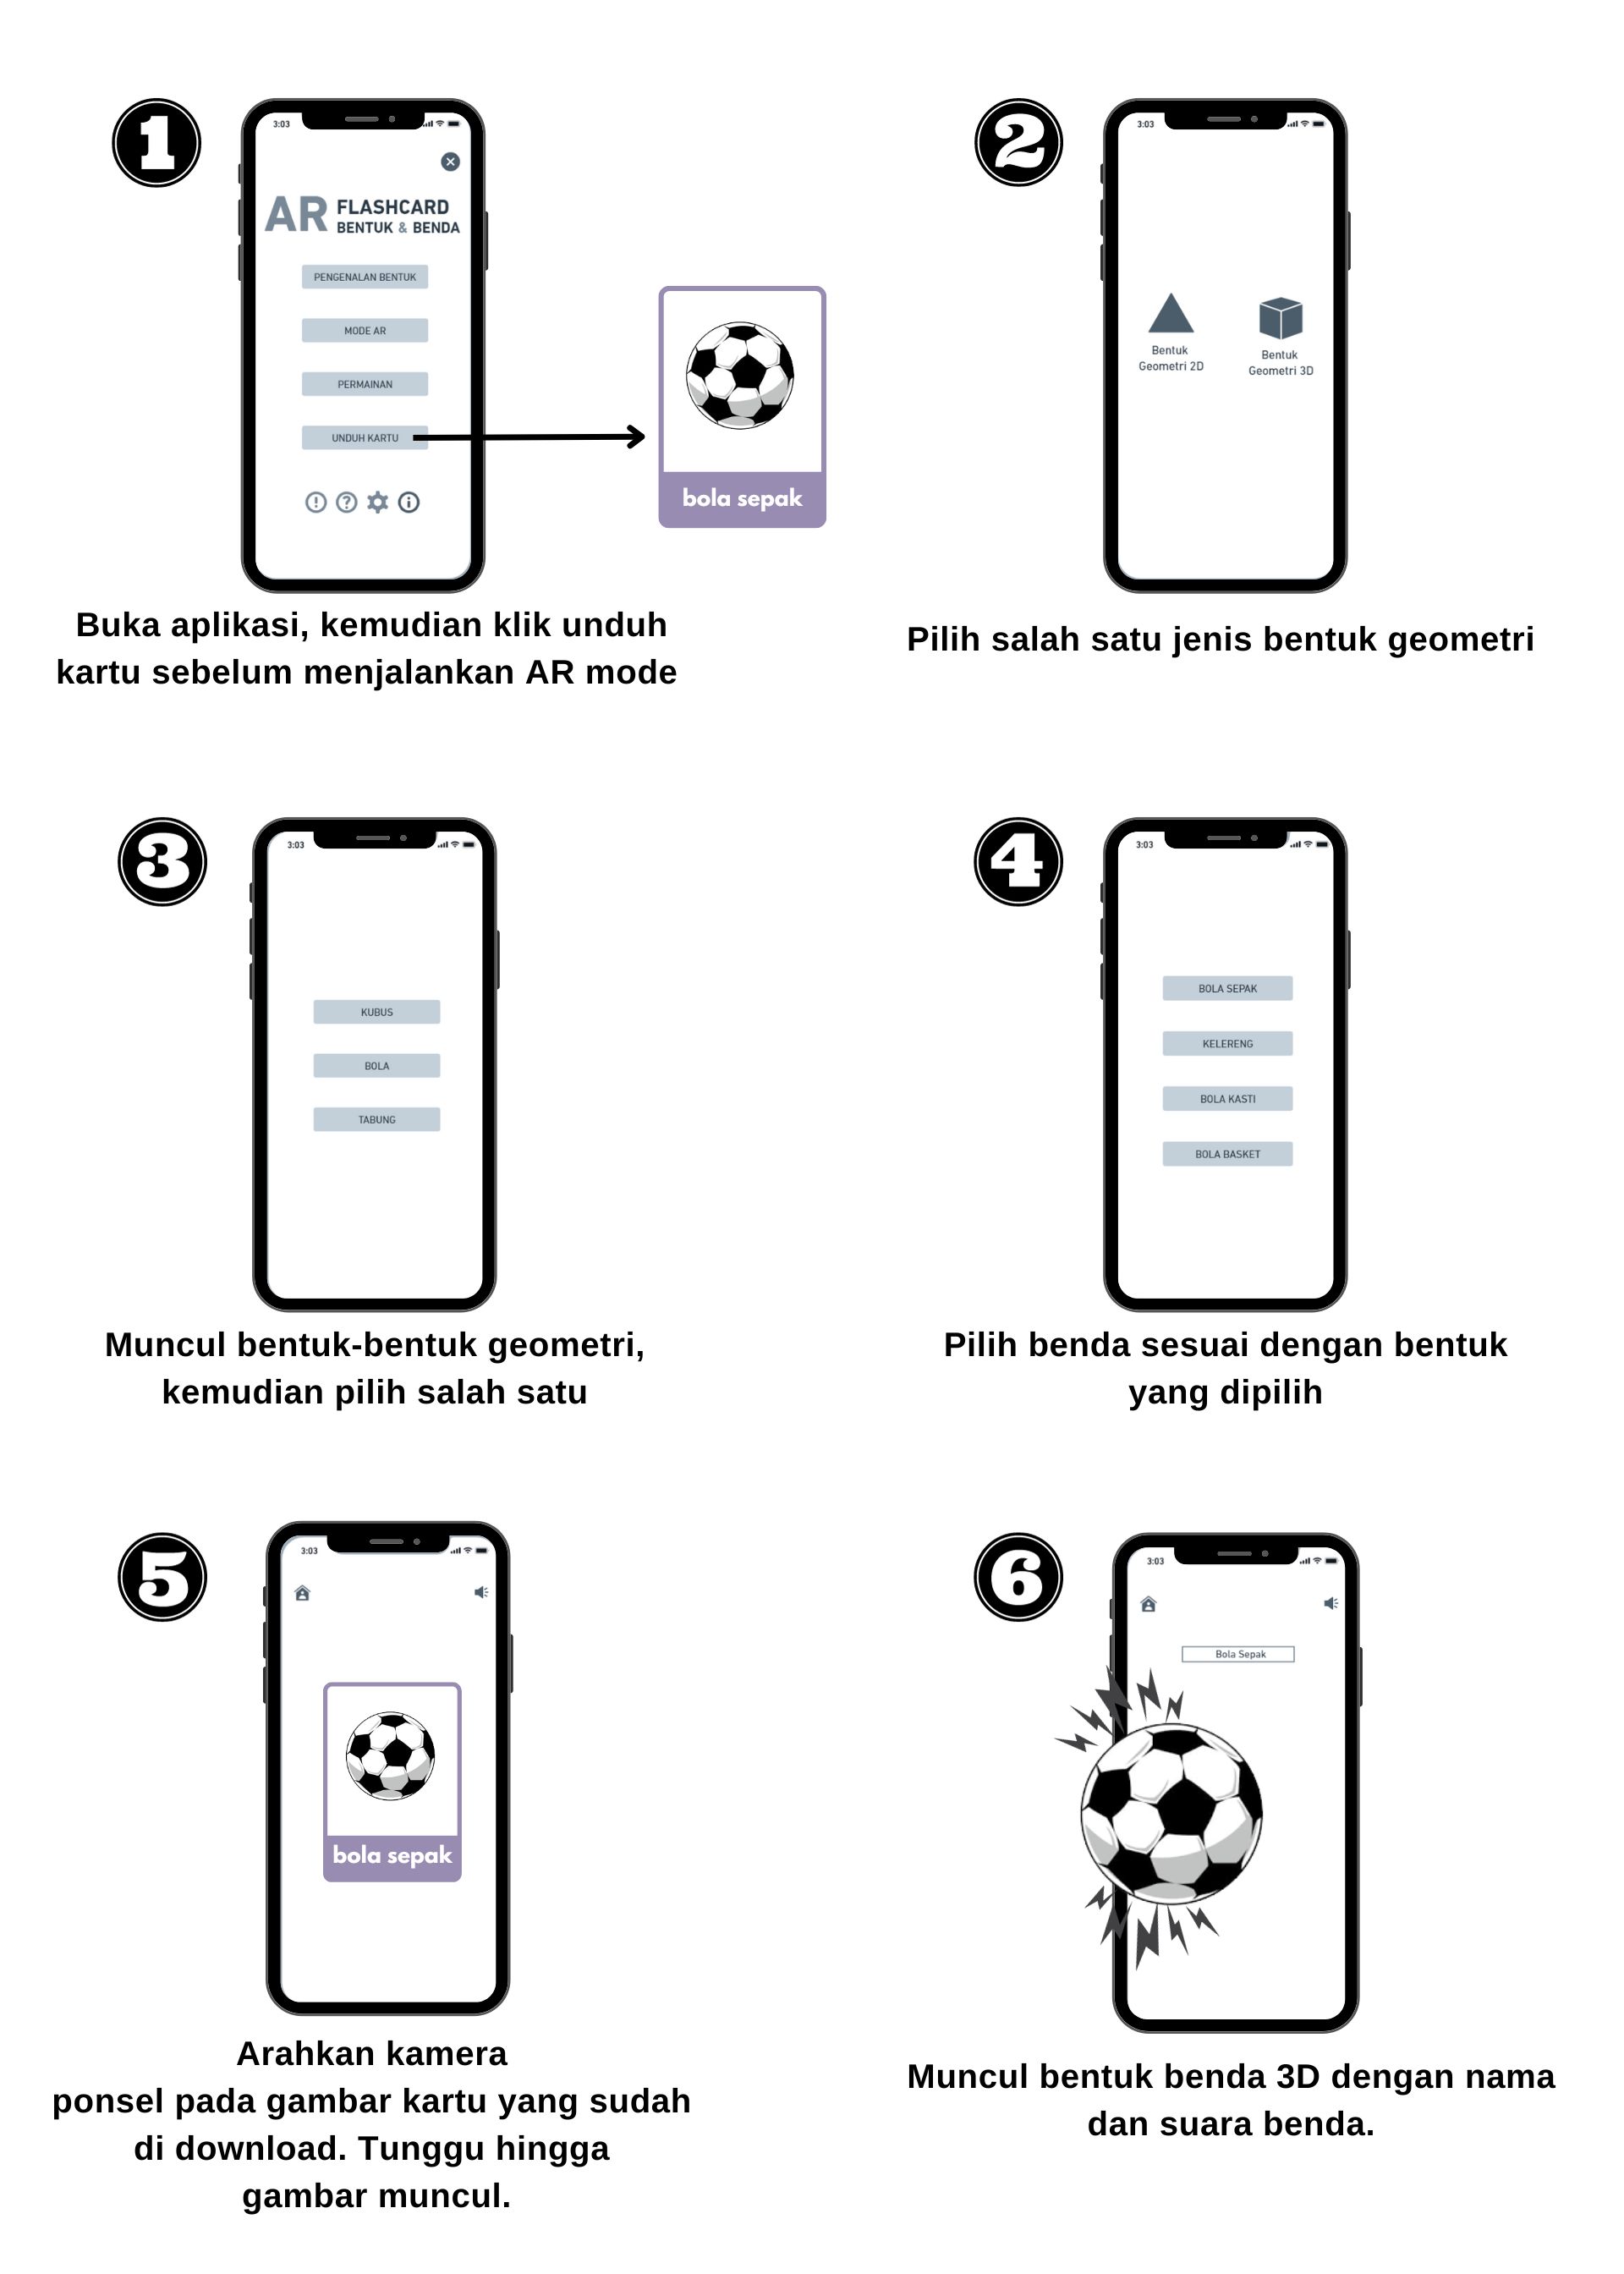 1
3:03
AR FLASHCARD
BENTUK & BENDA
PENGENALAN BENTUK
MODE AR
PERMAINAN
UNDUH KARTU
bola sepak
Buka aplikasi, kemudian klik unduh
kartu sebelum menjalankan AR mode
2
3:03
Bentuk
Geometri 2D
Bentuk
Geometri 3D
Pilih salah satu jenis bentuk geometri
3
3:03
KUBUS
BOLA
TABUNG
Muncul bentuk-bentuk geometri,
kemudian pilih salah satu
4
3:03
BOLA SEPAK
KELERENG
BOLA KASTI
BOLA BASKET
Pilih benda sesuai dengan bentuk
yang dipilih
5
3:03
bola sepak
Arahkan kamera
ponsel pada gambar kartu yang sudah
di download. Tunggu hingga
gambar muncul.
6
3:03
Bola Sepak
Muncul bentuk benda 3D dengan nama
dan suara benda.